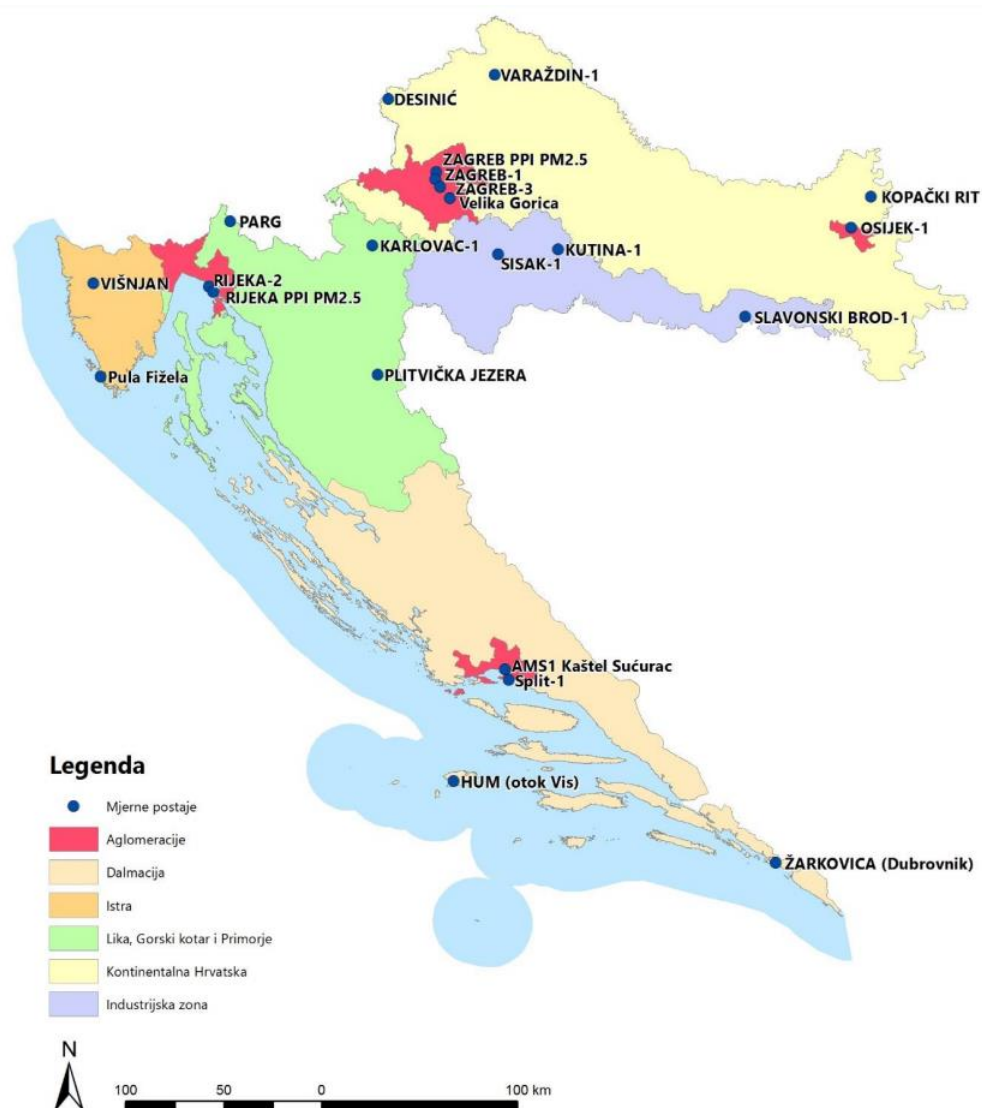 VARAŽDIN-1
DESINIĆ
ZAGREB PPI PM2.5
ZAGREB-1
ZAGREB-3
Velika Gorica
KOPAČKI RIT
OSIJEK-1
PARG
KARLOVAC-1
KUTINA-1
SISAK-1
VIŠNJAN
RIJEKA-2
RIJEKA PPI PM2.5
SLAVONSKI BROD-1
Pula Fižela
PLITVIČKA JEZERA
AMS1 Kaštel Sućurac
Split-1
HUM (otok Vis)
ŽARKOVICA (Dubrovnik)
Legenda
Mjerne postaje
Aglomeracije
Dalmacija
Istra
Lika, Gorski kotar i Primorje
Kontinentalna Hrvatska
Industrijska zona
N
100 50 0 100 km